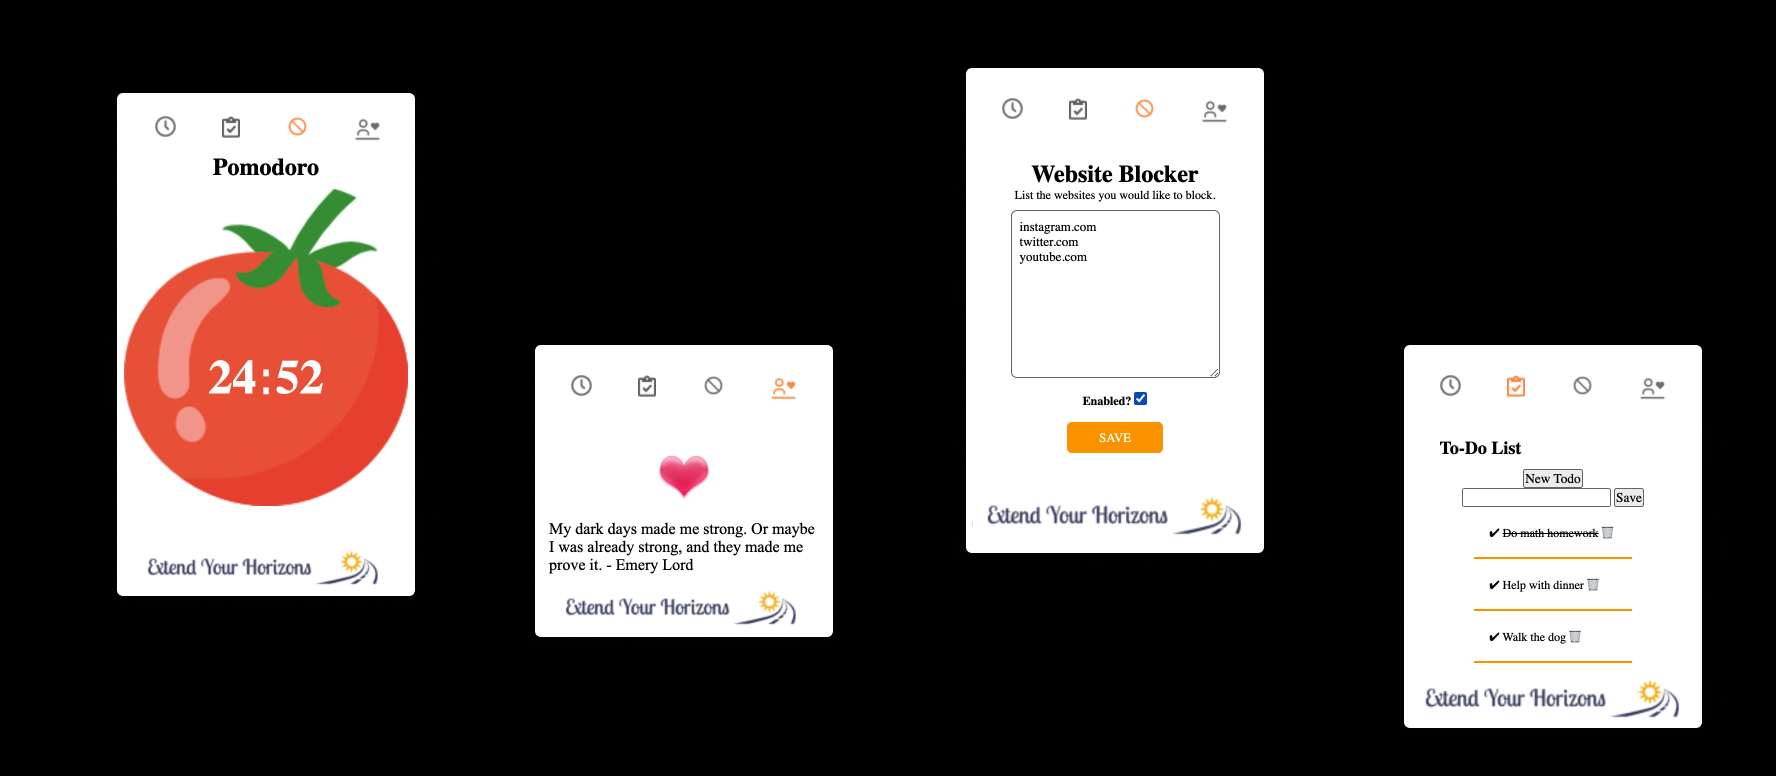 Pomodoro
24:52
Extend Your Horizons
My dark days made me strong. Or maybe
I was already strong, and they made me
prove it. - Emery Lord
Extend Your Horizons
Website Blocker
List the websites you would like to block.
instagram.com
twitter.com
youtube.com
Enabled?
SAVE
Extend Your Horizons
To-Do List
New Todo
Save
✔ Do math homework
✔ Help with dinner
✔ Walk the dog
Extend Your Horizons